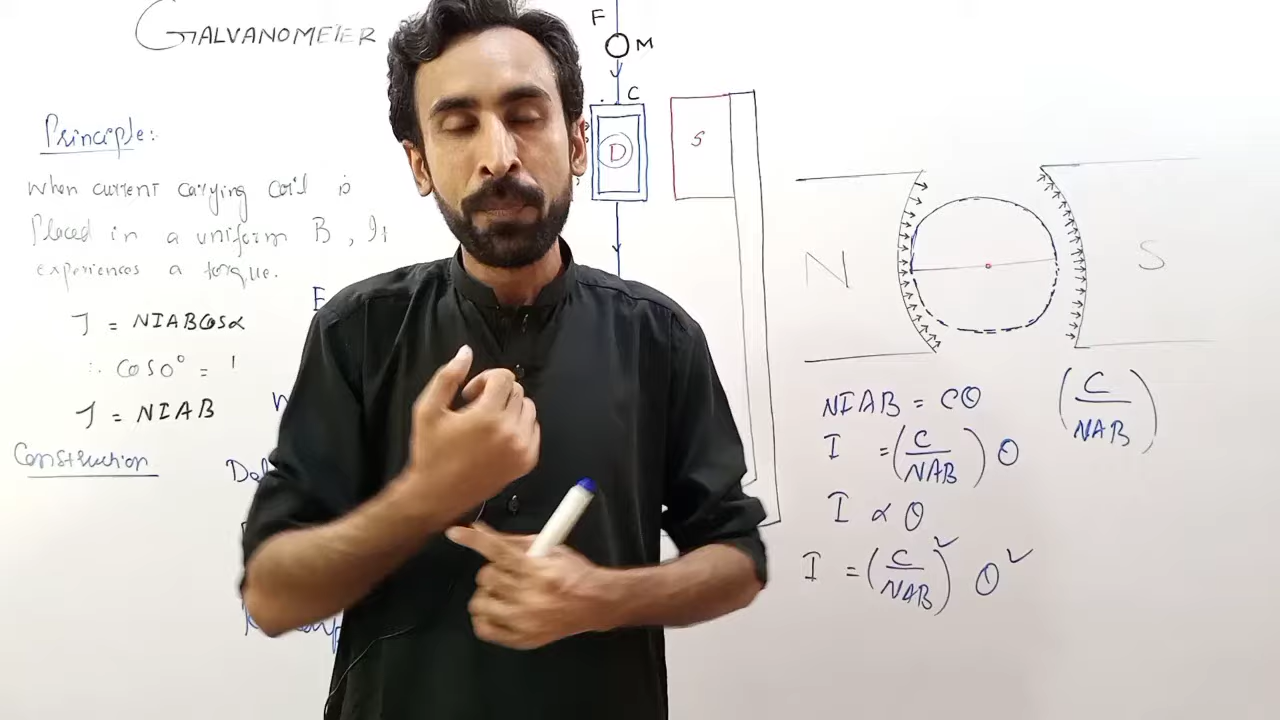 GALVANOMETER
Principle:
When current carrying coil is
Placed in a uniform B, It
experiences a torque.
τ = NIABCosα
∴ Cos0° = 1
τ = NIAB
Construction
F
M
C
D
S
E
N
S
NIAB = Cθ
I = (C/NAB) θ
I ∝ θ
I = (C/NAB)✓ θ✓
(C/NAB)